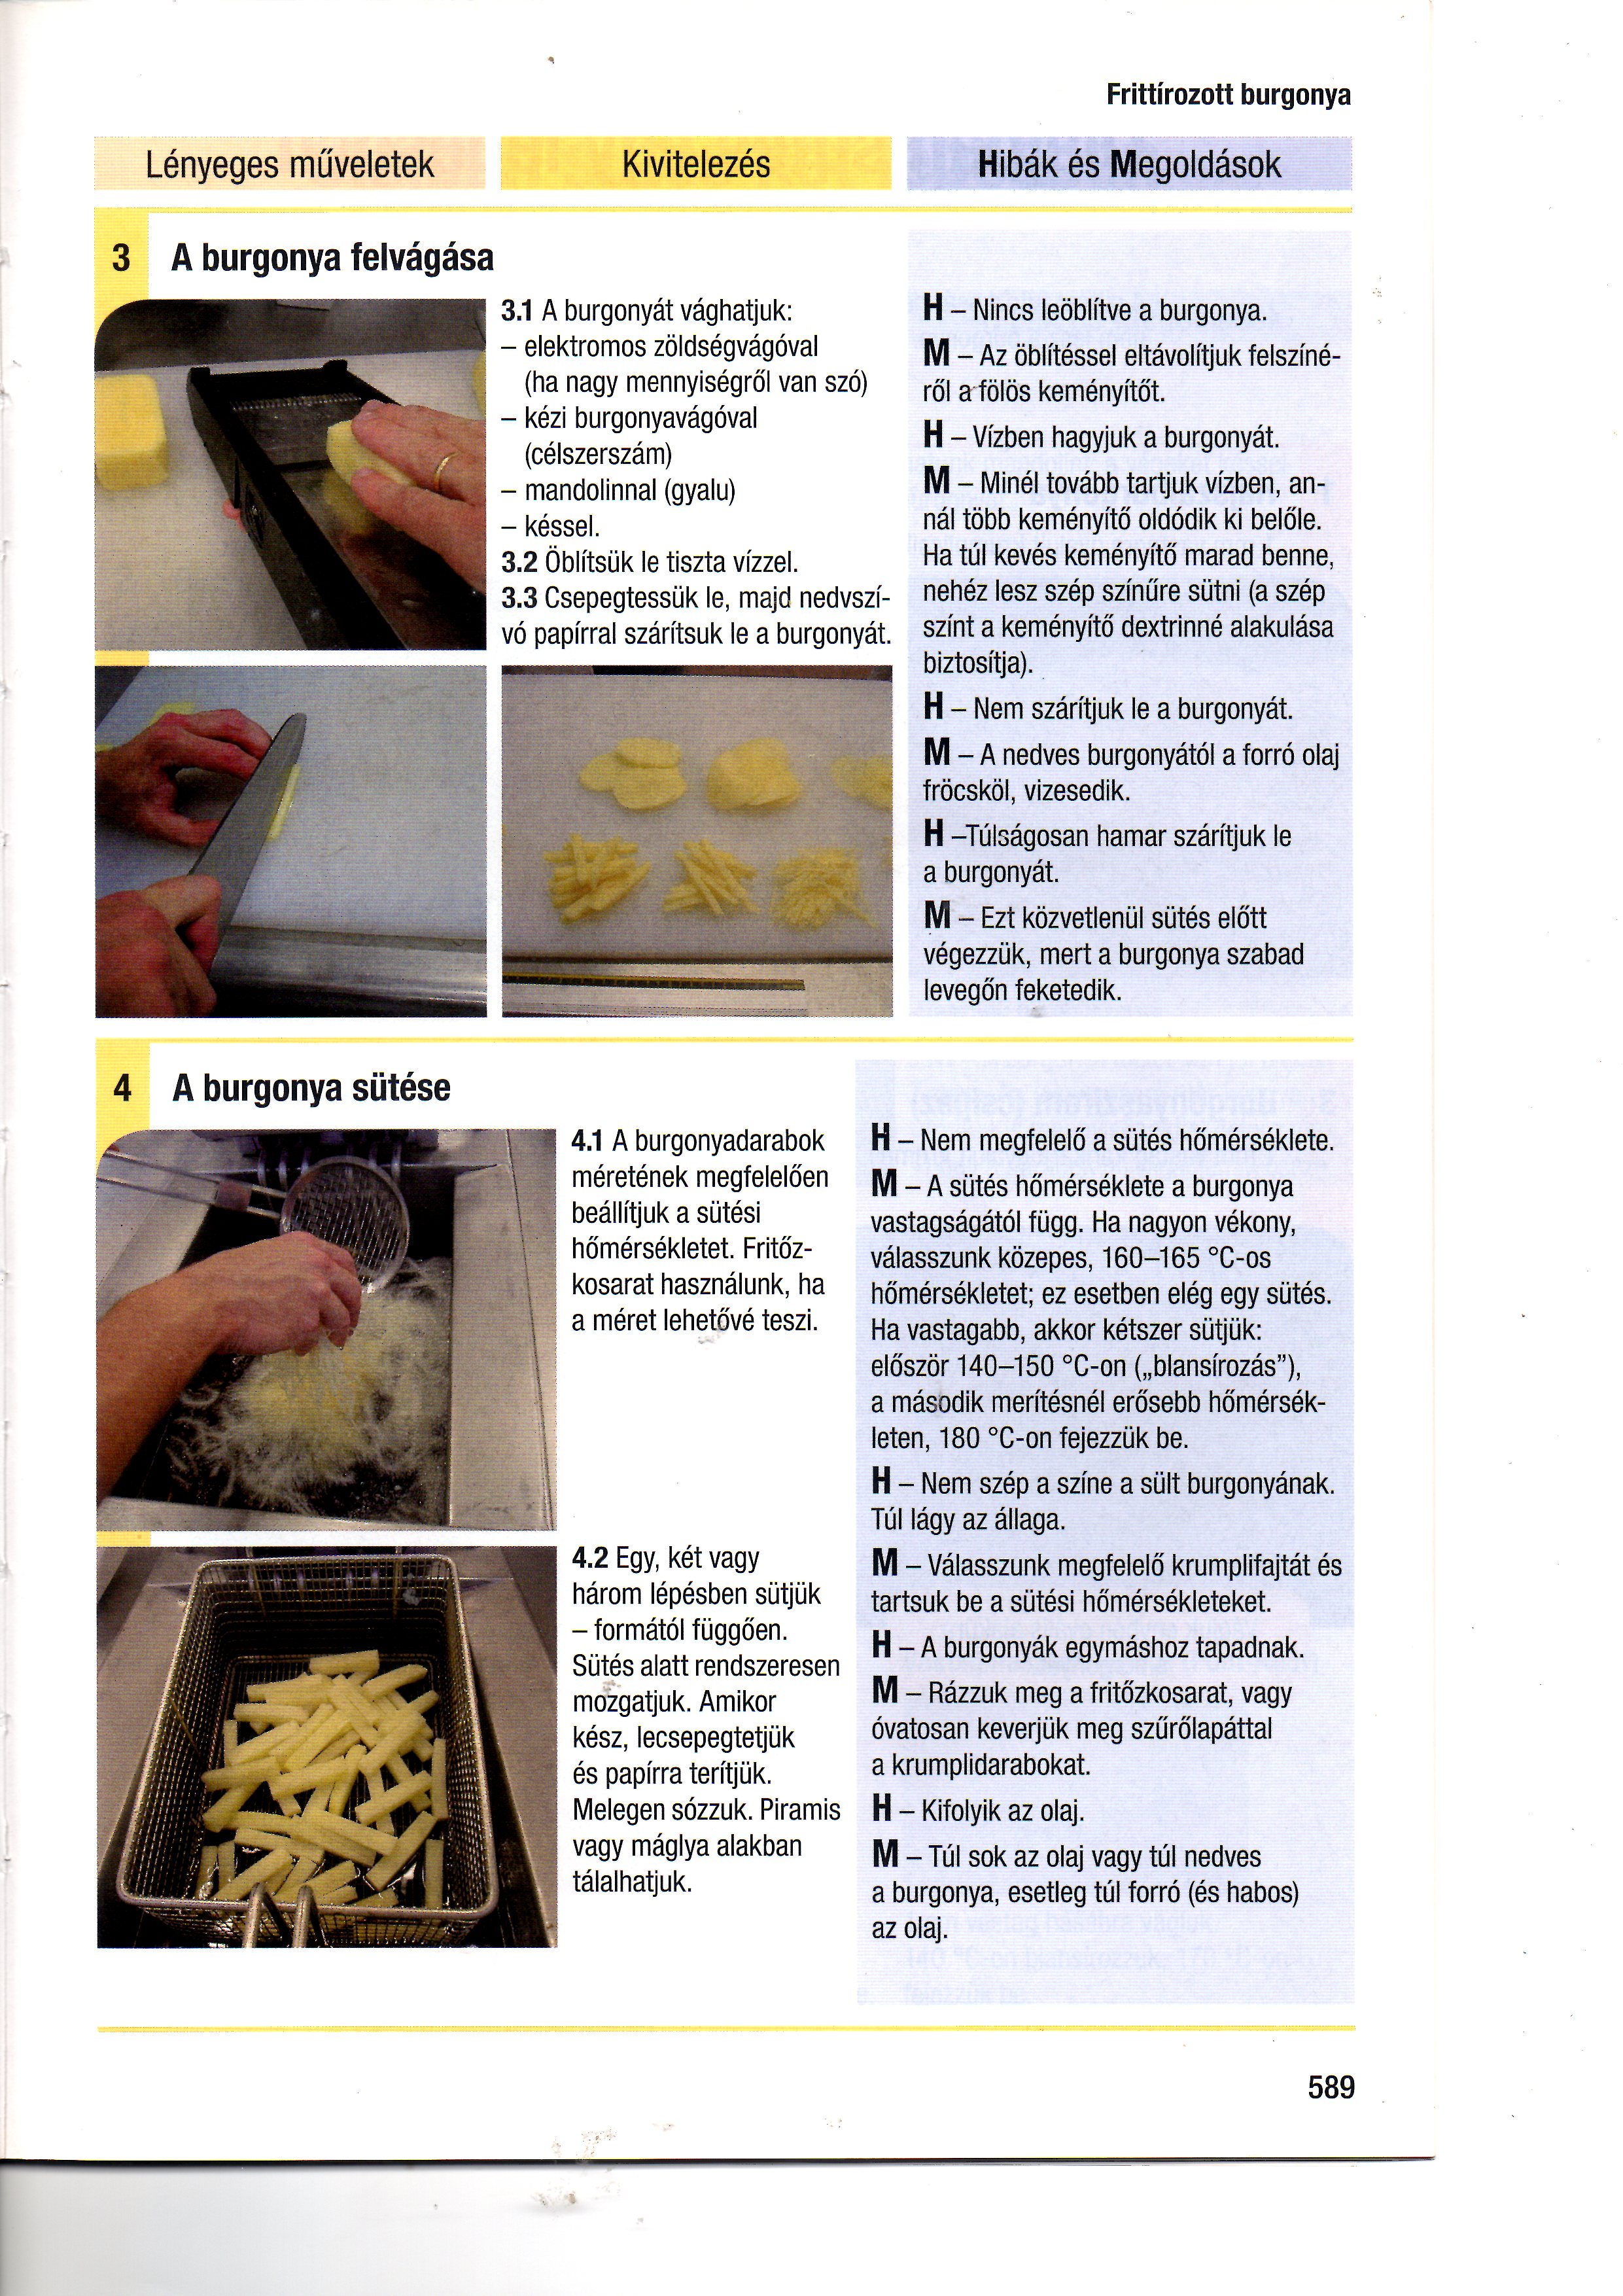 Frittírozott burgonya
Lényeges műveletek
Kivitelezés
Hibák és Megoldások
3 A burgonya felvágása
3.1 A burgonyát vághatjuk:
– elektromos zöldségvágóval
(ha nagy mennyiségről van szó)
– kézi burgonyavágóval
(célszerszám)
– mandolinnal (gyalu)
– késsel.
3.2 Öblítsük le tiszta vízzel.
3.3 Csepegtessük le, majd nedvszí-
vó papírral szárítsuk le a burgonyát.
H – Nincs leöblítve a burgonya.
M – Az öblítéssel eltávolítjuk felszíné-
ről a fölös keményítőt.
H – Vízben hagyjuk a burgonyát.
M – Minél tovább tartjuk vízben, an-
nál több keményítő oldódik ki belőle.
Ha túl kevés keményítő marad benne,
nehéz lesz szép színűre sütni (a szép
színt a keményítő dextrinné alakulása
biztosítja).
H – Nem szárítjuk le a burgonyát.
M – A nedves burgonyától a forró olaj
fröcsköl, vizesedik.
H –Túlságosan hamar szárítjuk le
a burgonyát.
M – Ezt közvetlenül sütés előtt
végezzük, mert a burgonya szabad
levegőn feketedik.
4 A burgonya sütése
4.1 A burgonyadarabok
méretének megfelelően
beállítjuk a sütési
hőmérsékletet. Fritőz-
kosarat használunk, ha
a méret lehetővé teszi.
4.2 Egy, két vagy
három lépésben sütjük
– formától függően.
Sütés alatt rendszeresen
mozgatjuk. Amikor
kész, lecsepegtetjük
és papírra terítjük.
Melegen sózzuk. Piramis
vagy máglya alakban
tálalhatjuk.
H – Nem megfelelő a sütés hőmérséklete.
M – A sütés hőmérséklete a burgonya
vastagságától függ. Ha nagyon vékony,
válasszunk közepes, 160–165 °C-os
hőmérsékletet; ez esetben elég egy sütés.
Ha vastagabb, akkor kétszer sütjük:
először 140–150 °C-on („blansírozás”),
a második merítésnél erősebb hőmérsék-
leten, 180 °C-on fejezzük be.
H – Nem szép a színe a sült burgonyának.
Túl lágy az állaga.
M – Válasszunk megfelelő krumplifajtát és
tartsuk be a sütési hőmérsékleteket.
H – A burgonyák egymáshoz tapadnak.
M – Rázzuk meg a fritőzkosarat, vagy
óvatosan keverjük meg szűrőlapáttal
a krumplidarabokat.
H – Kifolyik az olaj.
M – Túl sok az olaj vagy túl nedves
a burgonya, esetleg túl forró (és habos)
az olaj.
589